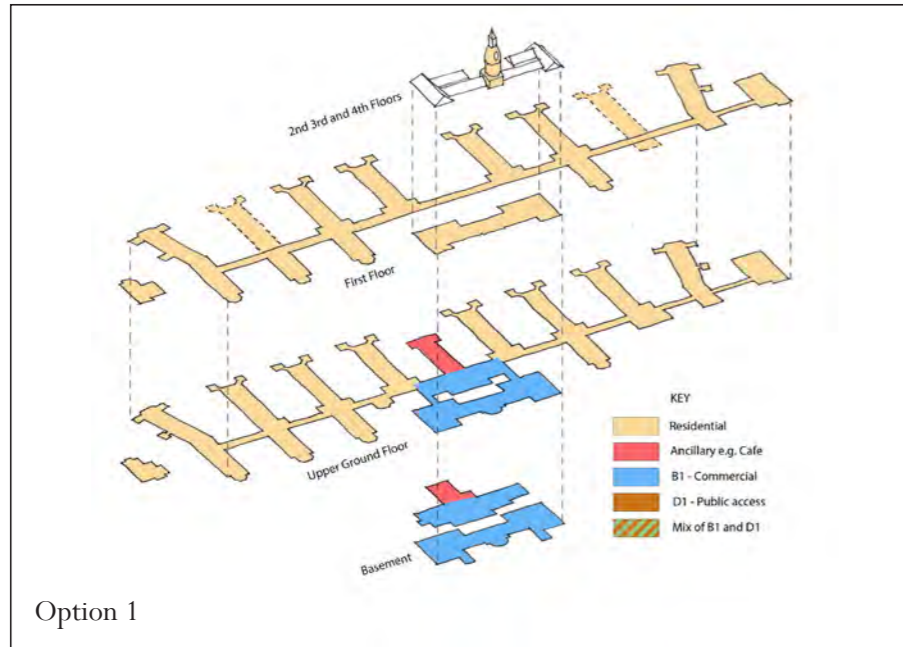 2nd 3rd and 4th Floors
First Floor
Upper Ground Floor
Basement
KEY
Residential
Ancillary e.g. Cafe
B1 - Commercial
D1 - Public access
Mix of B1 and D1
Option 1